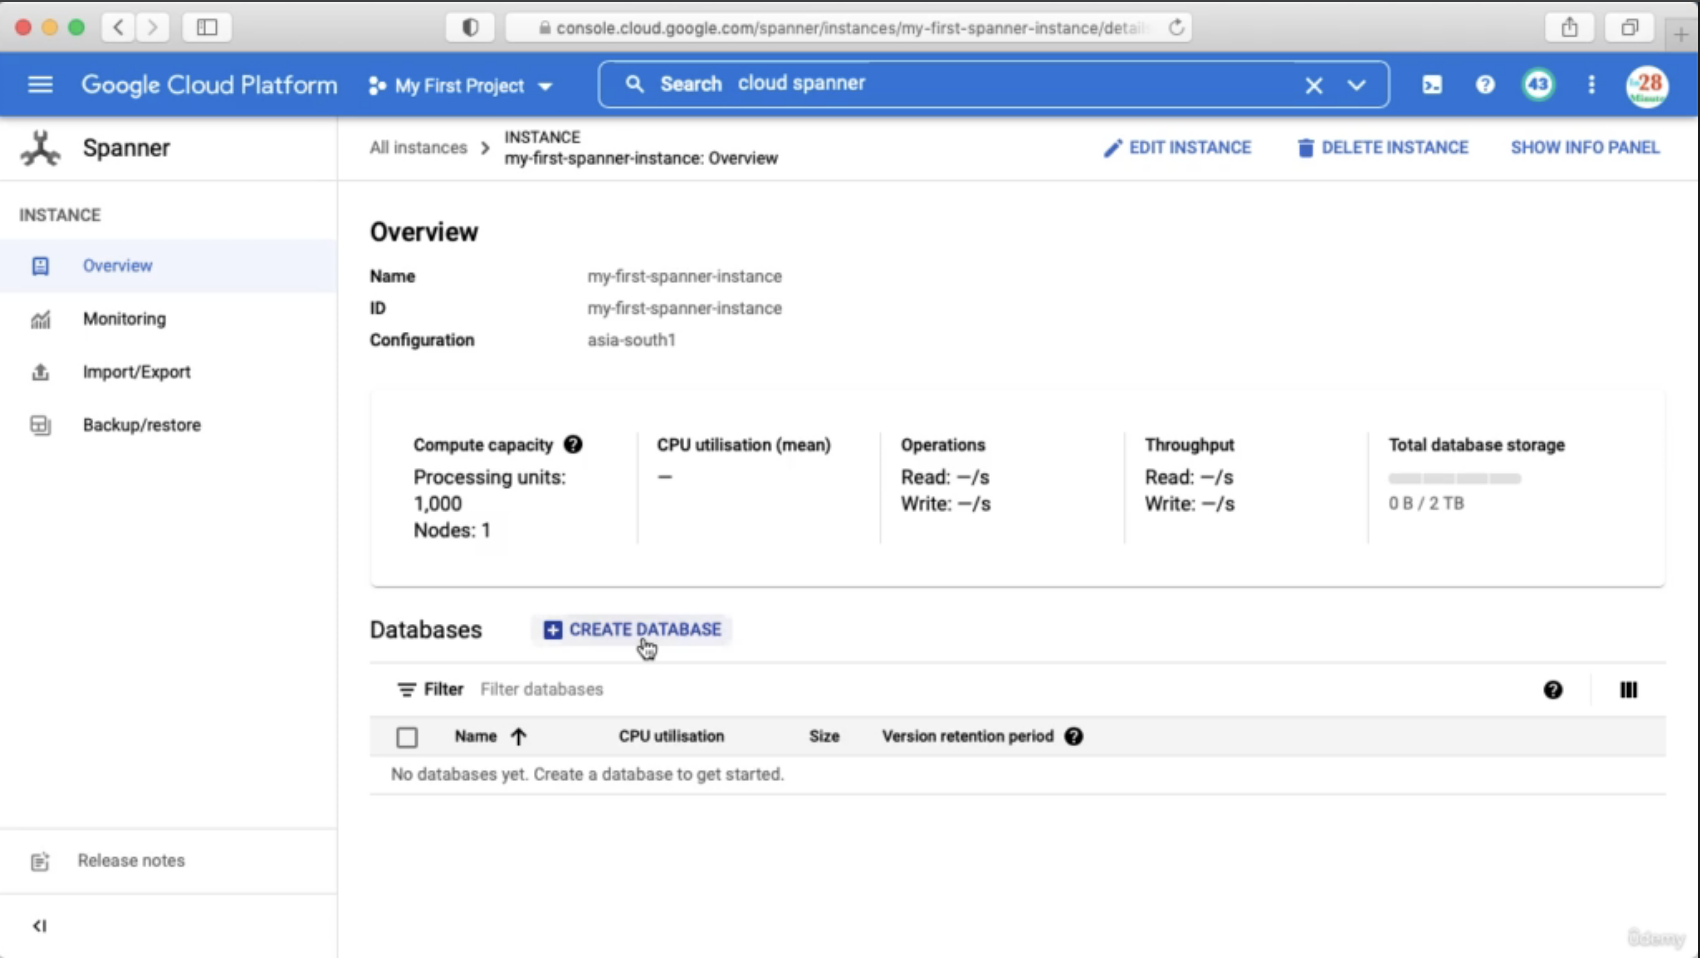 console.cloud.google.com/spanner/instances/my-first-spanner-instance/detail
Google Cloud Platform
My First Project
Search cloud spanner
43
28
Minutes
Spanner
All instances
INSTANCE
my-first-spanner-instance: Overview
EDIT INSTANCE
DELETE INSTANCE
SHOW INFO PANEL
INSTANCE
Overview
Monitoring
Import/Export
Backup/restore
Release notes
Overview
Name my-first-spanner-instance
ID my-first-spanner-instance
Configuration asia-south1
Compute capacity
Processing units:
1,000
Nodes: 1
CPU utilisation (mean)
—
Operations
Read: —/s
Write: —/s
Throughput
Read: —/s
Write: —/s
Total database storage
0 B / 2 TB
Databases CREATE DATABASE
Filter Filter databases
Name CPU utilisation Size Version retention period
No databases yet. Create a database to get started.
ûdemy